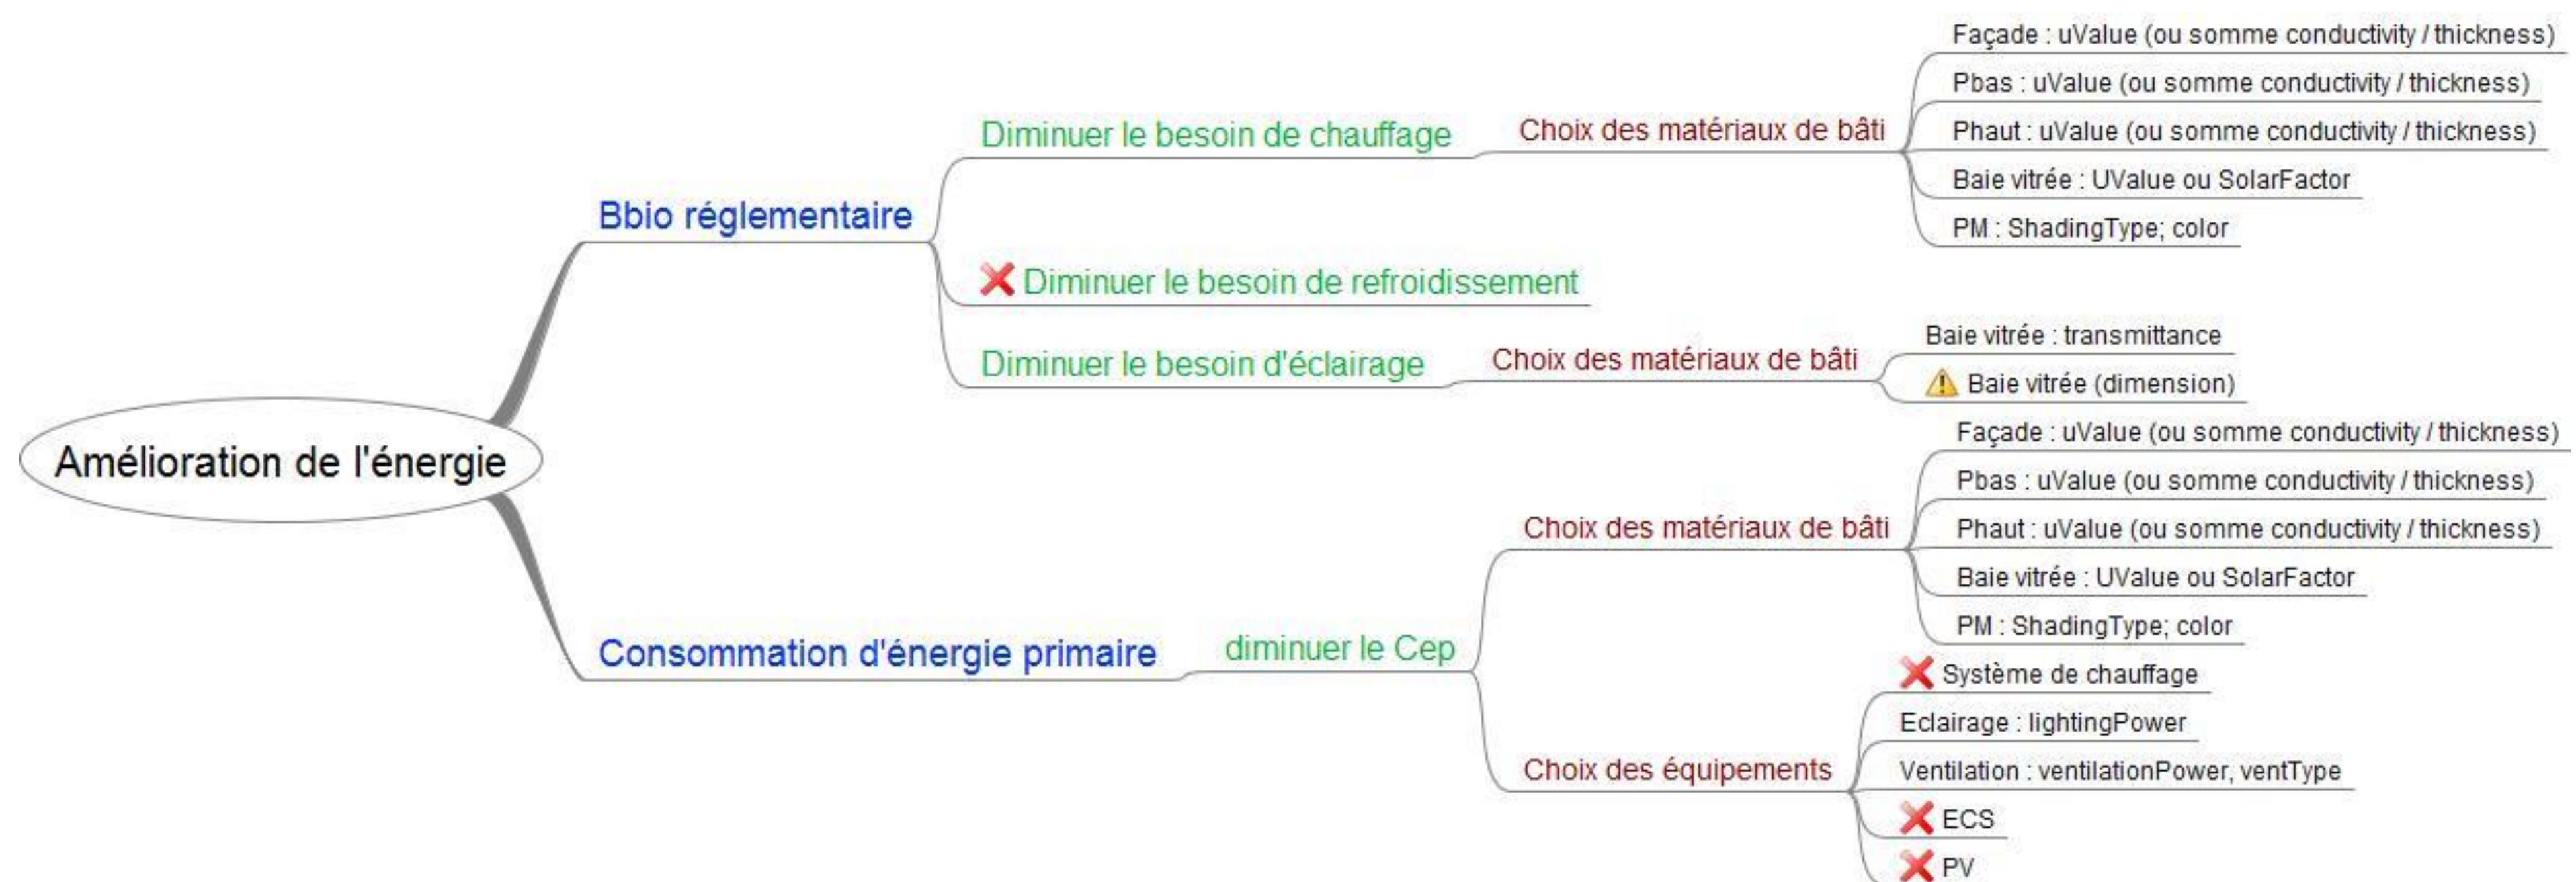 Amélioration de l'énergie
Bbio réglementaire
Diminuer le besoin de chauffage
Choix des matériaux de bâti
Façade : uValue (ou somme conductivity / thickness)
Pbas : uValue (ou somme conductivity / thickness)
Phaut : uValue (ou somme conductivity / thickness)
Baie vitrée : UValue ou SolarFactor
PM : ShadingType; color
Diminuer le besoin de refroidissement
Diminuer le besoin d'éclairage
Choix des matériaux de bâti
Baie vitrée : transmittance
Baie vitrée (dimension)
Consommation d'énergie primaire
diminuer le Cep
Choix des matériaux de bâti
Façade : uValue (ou somme conductivity / thickness)
Pbas : uValue (ou somme conductivity / thickness)
Phaut : uValue (ou somme conductivity / thickness)
Baie vitrée : UValue ou SolarFactor
PM : ShadingType; color
Choix des équipements
Système de chauffage
Eclairage : lightingPower
Ventilation : ventilationPower, ventType
ECS
PV